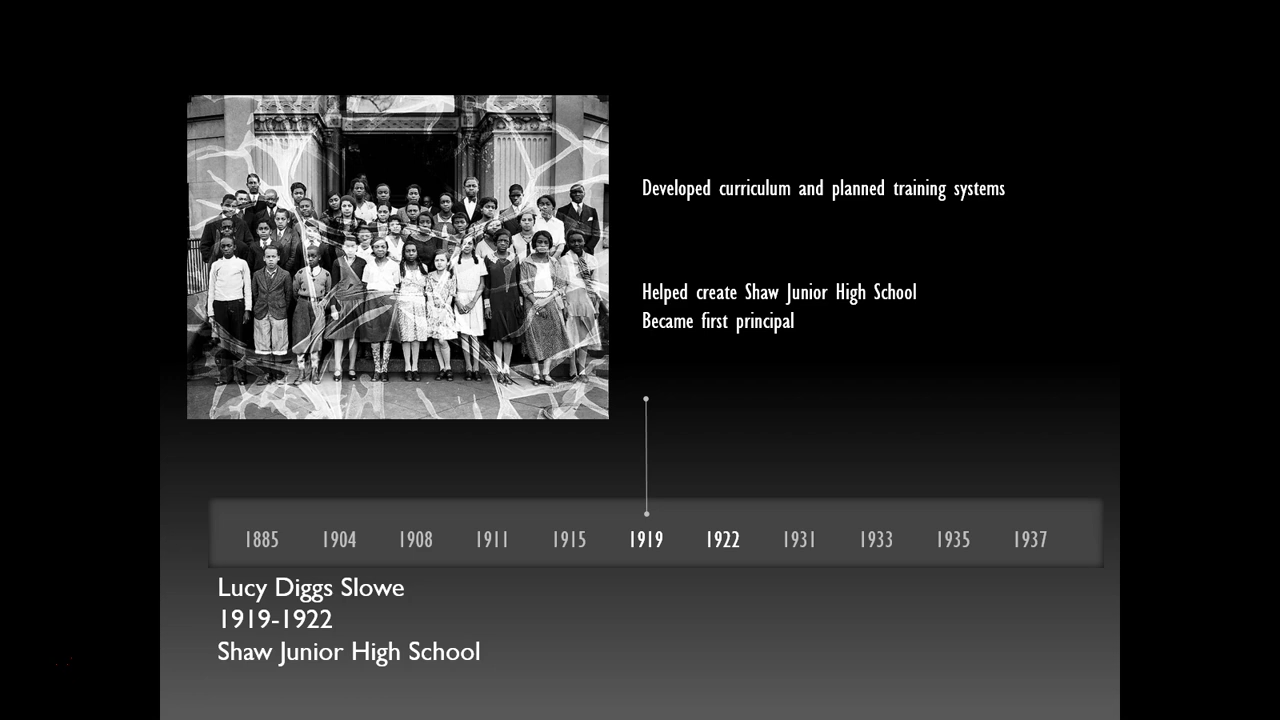 Developed curriculum and planned training systems
Helped create Shaw Junior High School
Became first principal
1885 1904 1908 1911 1915 1919 1922 1931 1933 1935 1937
Lucy Diggs Slowe
1919-1922
Shaw Junior High School